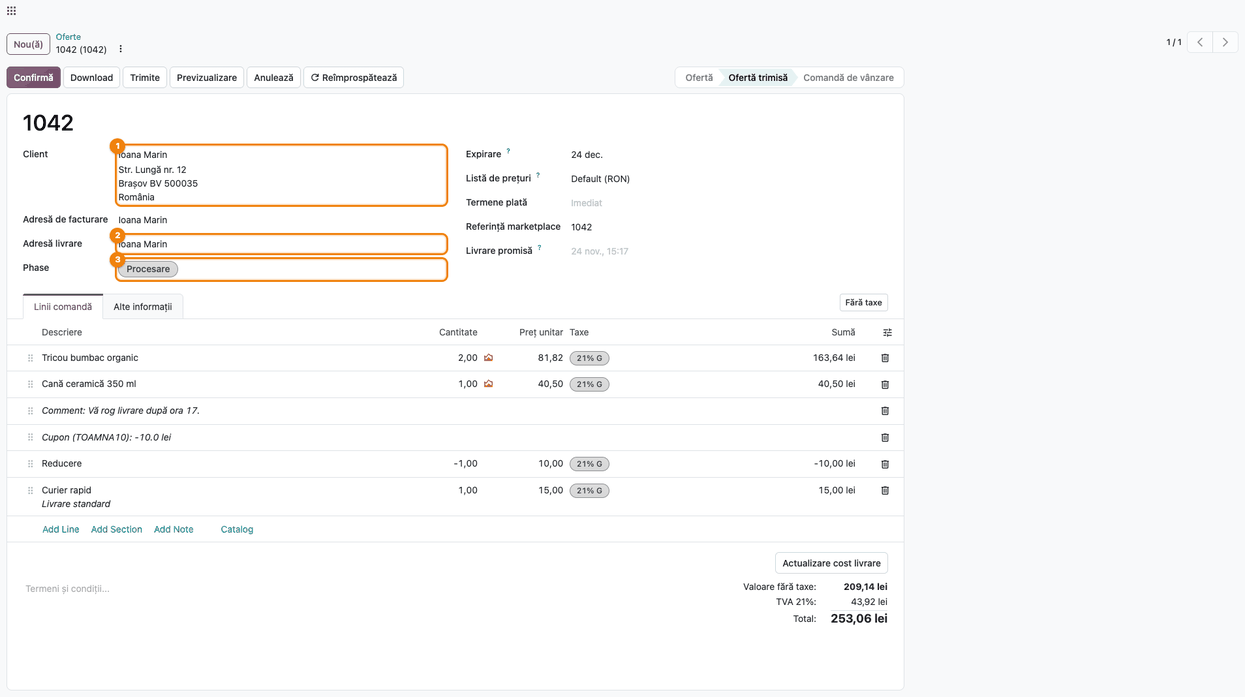 Nou(ă)
Oferte
1042 (1042)
1 / 1
Confirmă Download Trimite Previzualizare Anulează Reîmprospătează
Ofertă Ofertă trimisă Comandă de vânzare
1042
1
Client Ioana Marin
Str. Lungă nr. 12
Brașov BV 500035
România
Adresă de facturare Ioana Marin
2
Adresă livrare Ioana Marin
3
Phase Procesare
Expirare ? 24 dec.
Listă de prețuri ? Default (RON)
Termene plată Imediat
Referință marketplace 1042
Livrare promisă ? 24 nov., 15:17
Linii comandă Alte informații
Fără taxe
Descriere Cantitate Preț unitar Taxe Sumă
Tricou bumbac organic 2,00 81,82 21% G 163,64 lei
Cană ceramică 350 ml 1,00 40,50 21% G 40,50 lei
Comment: Vă rog livrare după ora 17.
Cupon (TOAMNA10): -10.0 lei
Reducere -1,00 10,00 21% G -10,00 lei
Curier rapid 1,00 15,00 21% G 15,00 lei
Livrare standard
Add Line Add Section Add Note Catalog
Actualizare cost livrare
Termeni și condiții...
Valoare fără taxe: 209,14 lei
TVA 21%: 43,92 lei
Total: 253,06 lei